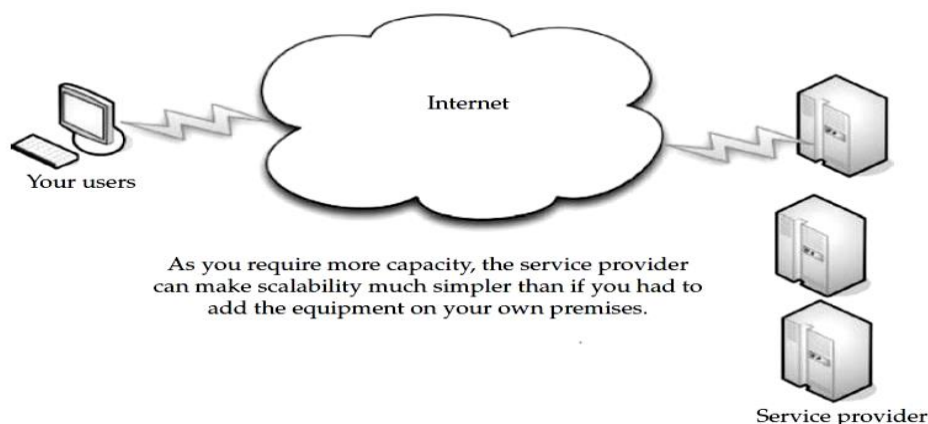 Internet
Your users
As you require more capacity, the service provider
can make scalability much simpler than if you had to
add the equipment on your own premises.
Service provider